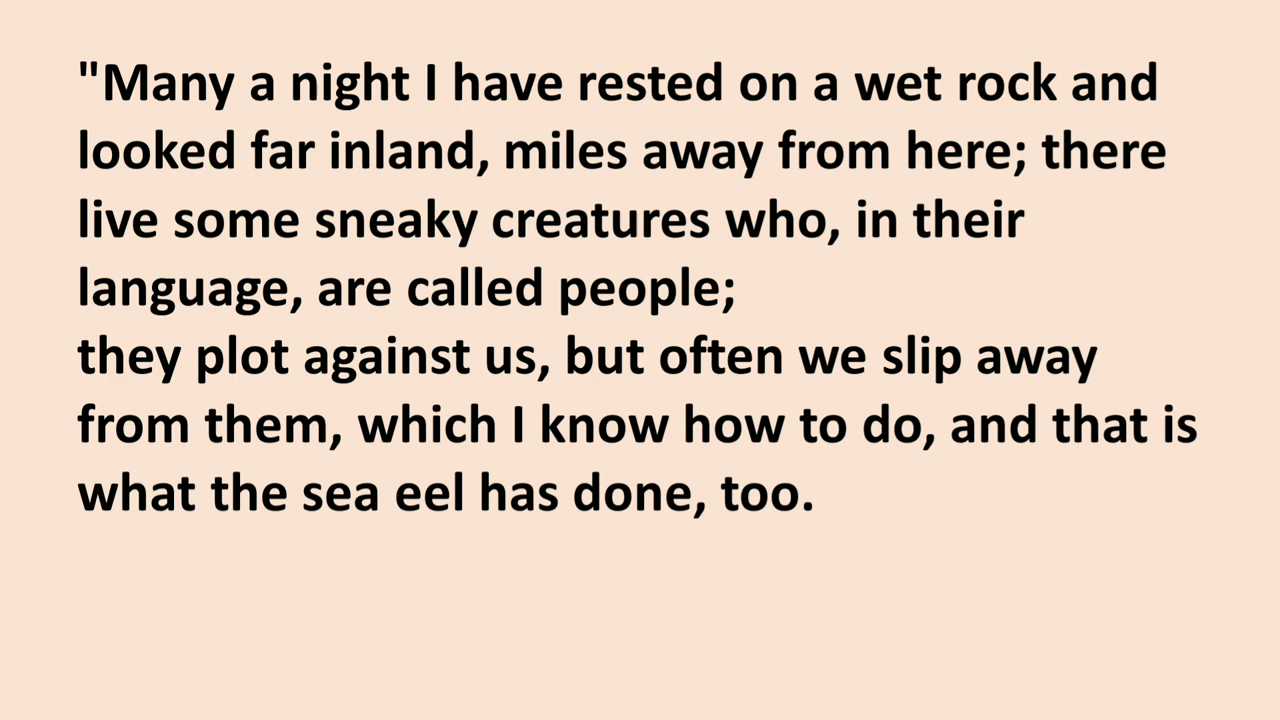 "Many a night I have rested on a wet rock and
looked far inland, miles away from here; there
live some sneaky creatures who, in their
language, are called people;
they plot against us, but often we slip away
from them, which I know how to do, and that is
what the sea eel has done, too.